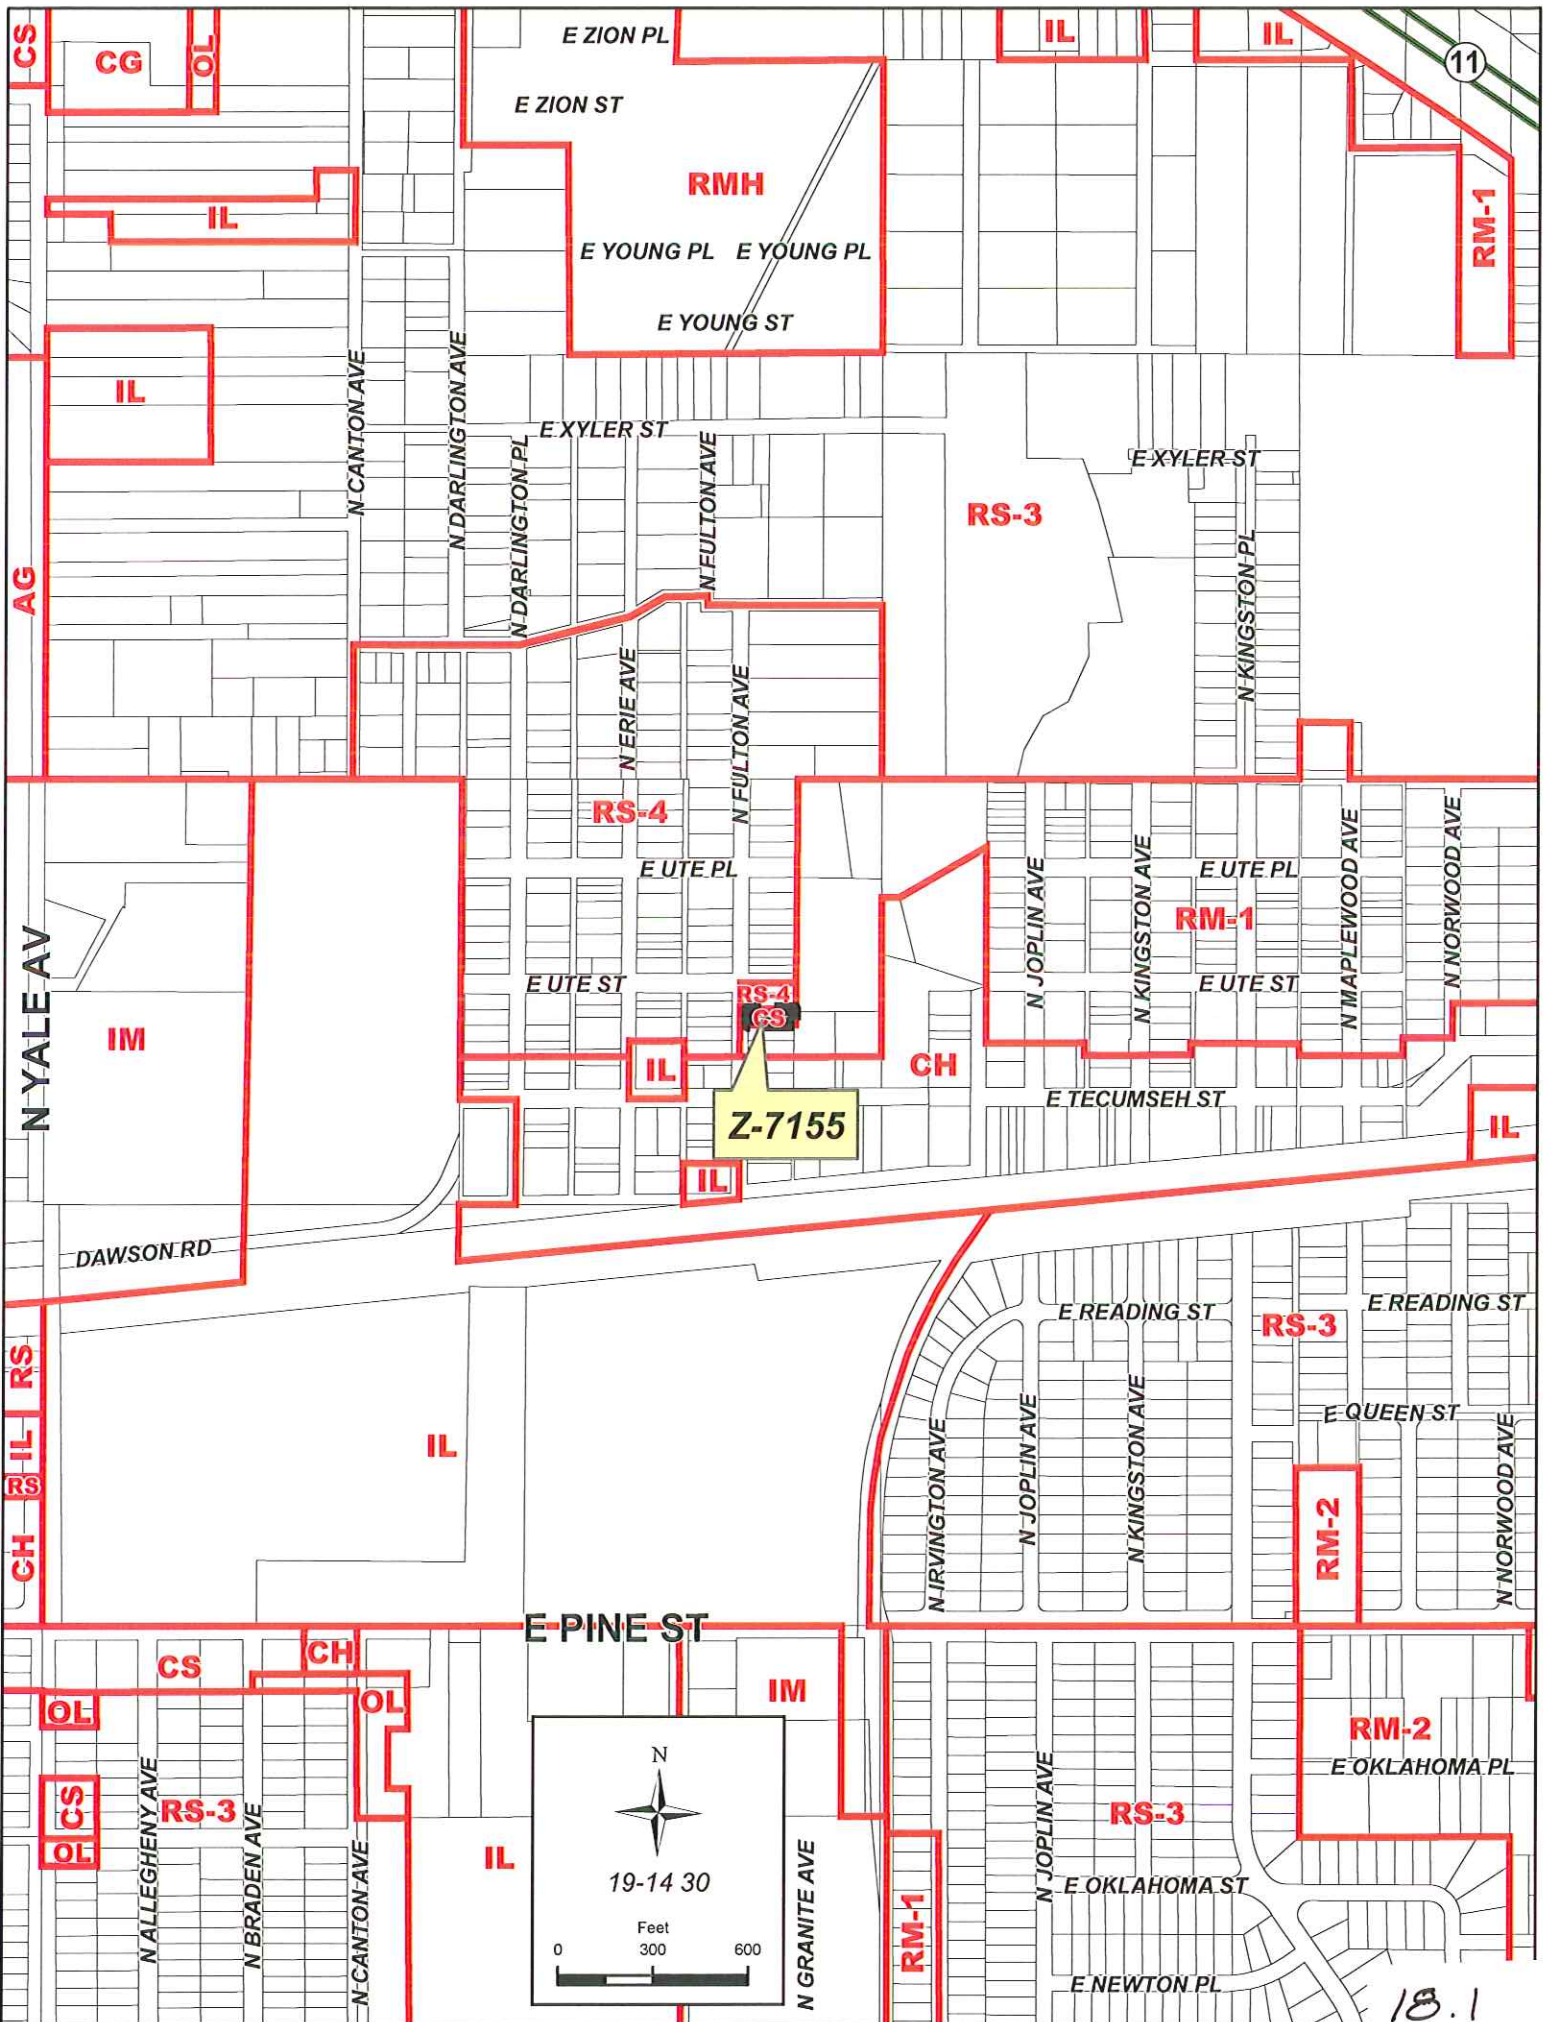 CS
CG
OL
E ZION PL
IL
IL
11
E ZION ST
RMH
RM-1
IL
E YOUNG PL
E YOUNG PL
E YOUNG ST
IL
N CANTON AVE
N DARLINGTON AVE
N DARLINGTON PL
E XYLER ST
N FULTON AVE
E XYLER ST
RS-3
AG
N KINGSTON PL
N ERIE AVE
N FULTON AVE
RS-4
E UTE PL
N JOPLIN AVE
N KINGSTON AVE
E UTE PL
RM-1
N MAPLEWOOD AVE
N NORWOOD AVE
N YALE AV
IM
E UTE ST
RS-4
CS
E UTE ST
IL
CH
Z-7155
E TECUMSEH ST
IL
IL
DAWSON RD
E READING ST
RS-3
E READING ST
RS
IL
RS
CH
IL
N IRVINGTON AVE
N JOPLIN AVE
N KINGSTON AVE
E QUEEN ST
RM-2
N NORWOOD AVE
E PINE ST
CS
CH
OL
OL
IM
RM-2
E OKLAHOMA PL
CS
OL
N ALLEGHENY AVE
RS-3
N BRADEN AVE
N CANTON AVE
IL
N
19-14 30
Feet
0 300 600
N GRANITE AVE
RM-1
N JOPLIN AVE
RS-3
E OKLAHOMA ST
E NEWTON PL
18.1